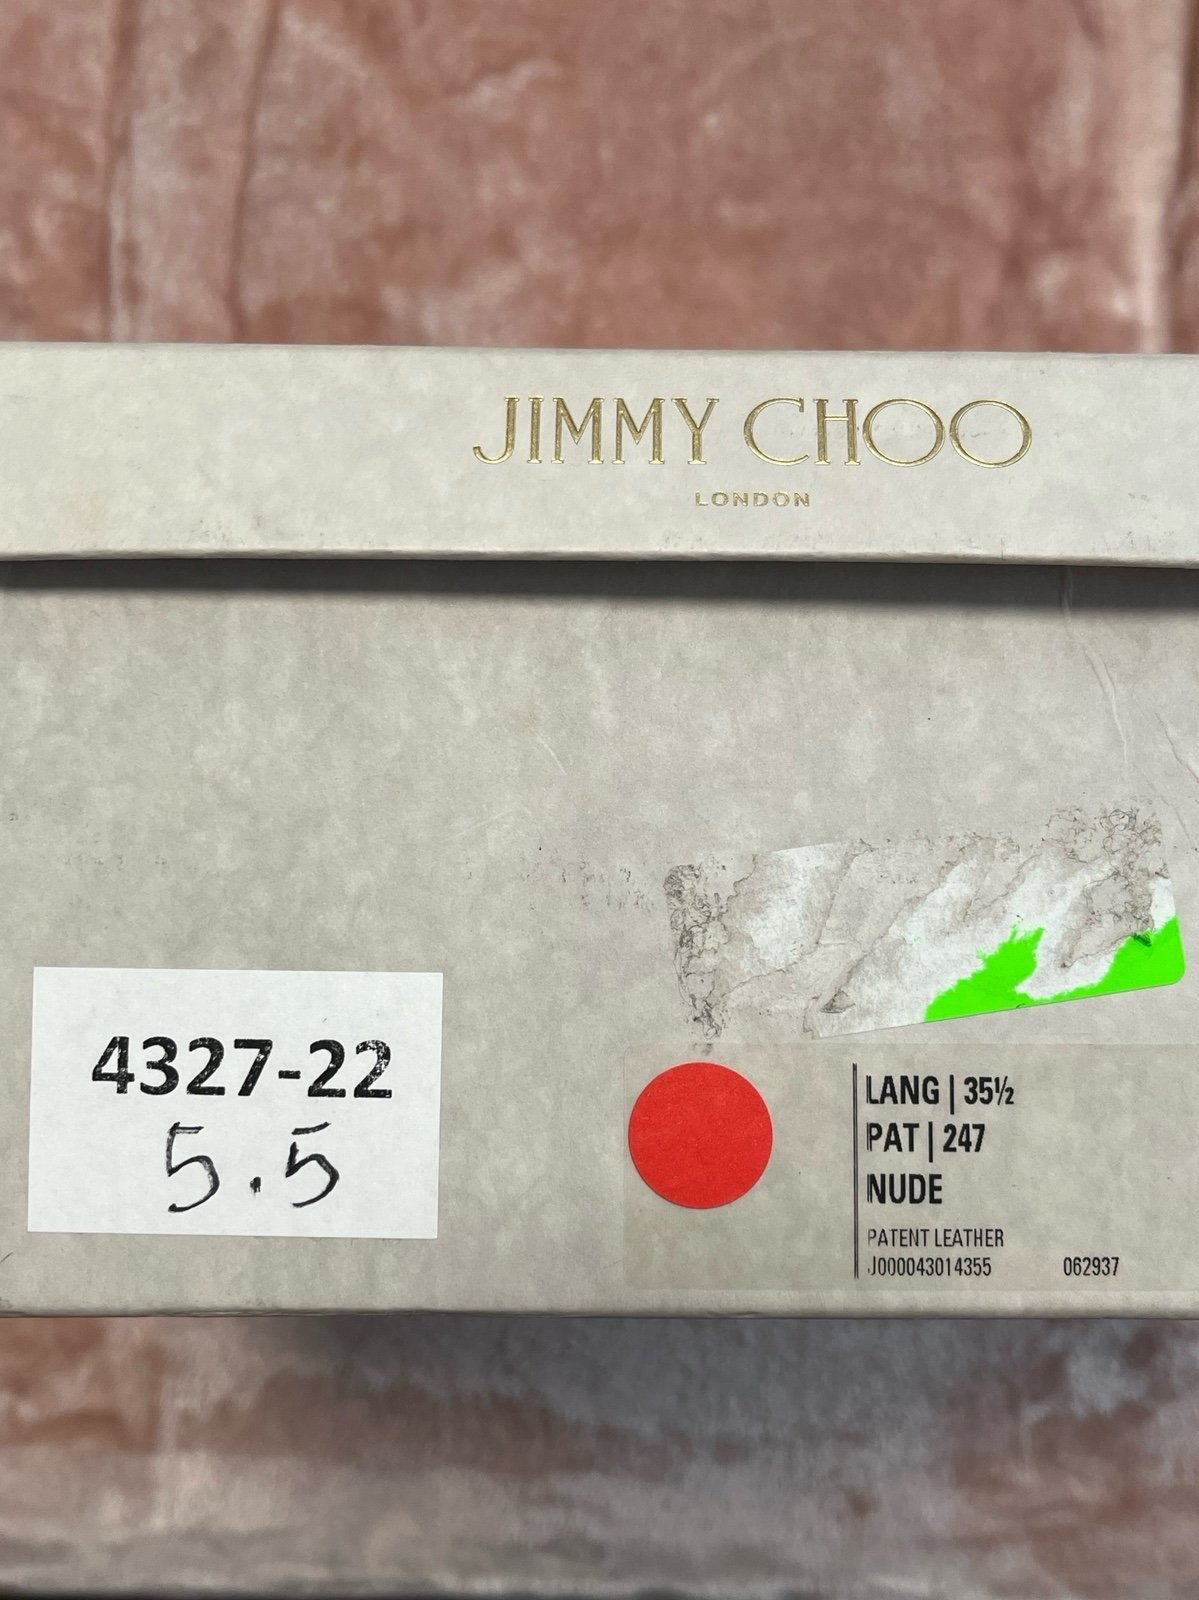 JIMMY CHOO
LONDON
4327-22
5.5
LANG | 35½
PAT | 247
NUDE
PATENT LEATHER
J000043014355 062937